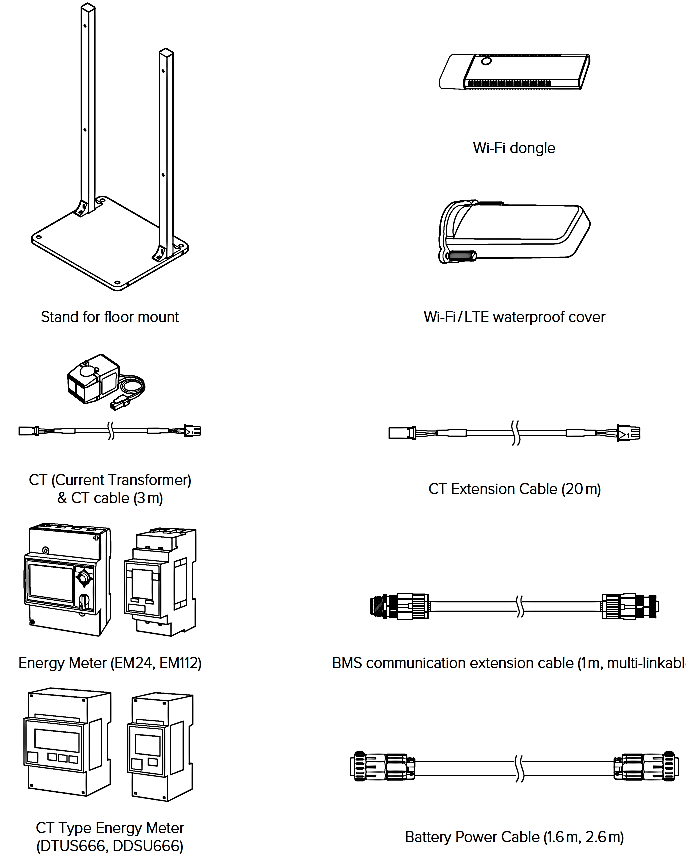 Wi-Fi dongle
Stand for floor mount
Wi-Fi/LTE waterproof cover
CT (Current Transformer)
& CT cable (3 m)
CT Extension Cable (20 m)
Energy Meter (EM24, EM112)
BMS communication extension cable (1 m, multi-linkabl
CT Type Energy Meter
(DTUS666, DDSU666)
Battery Power Cable (1.6 m, 2.6 m)